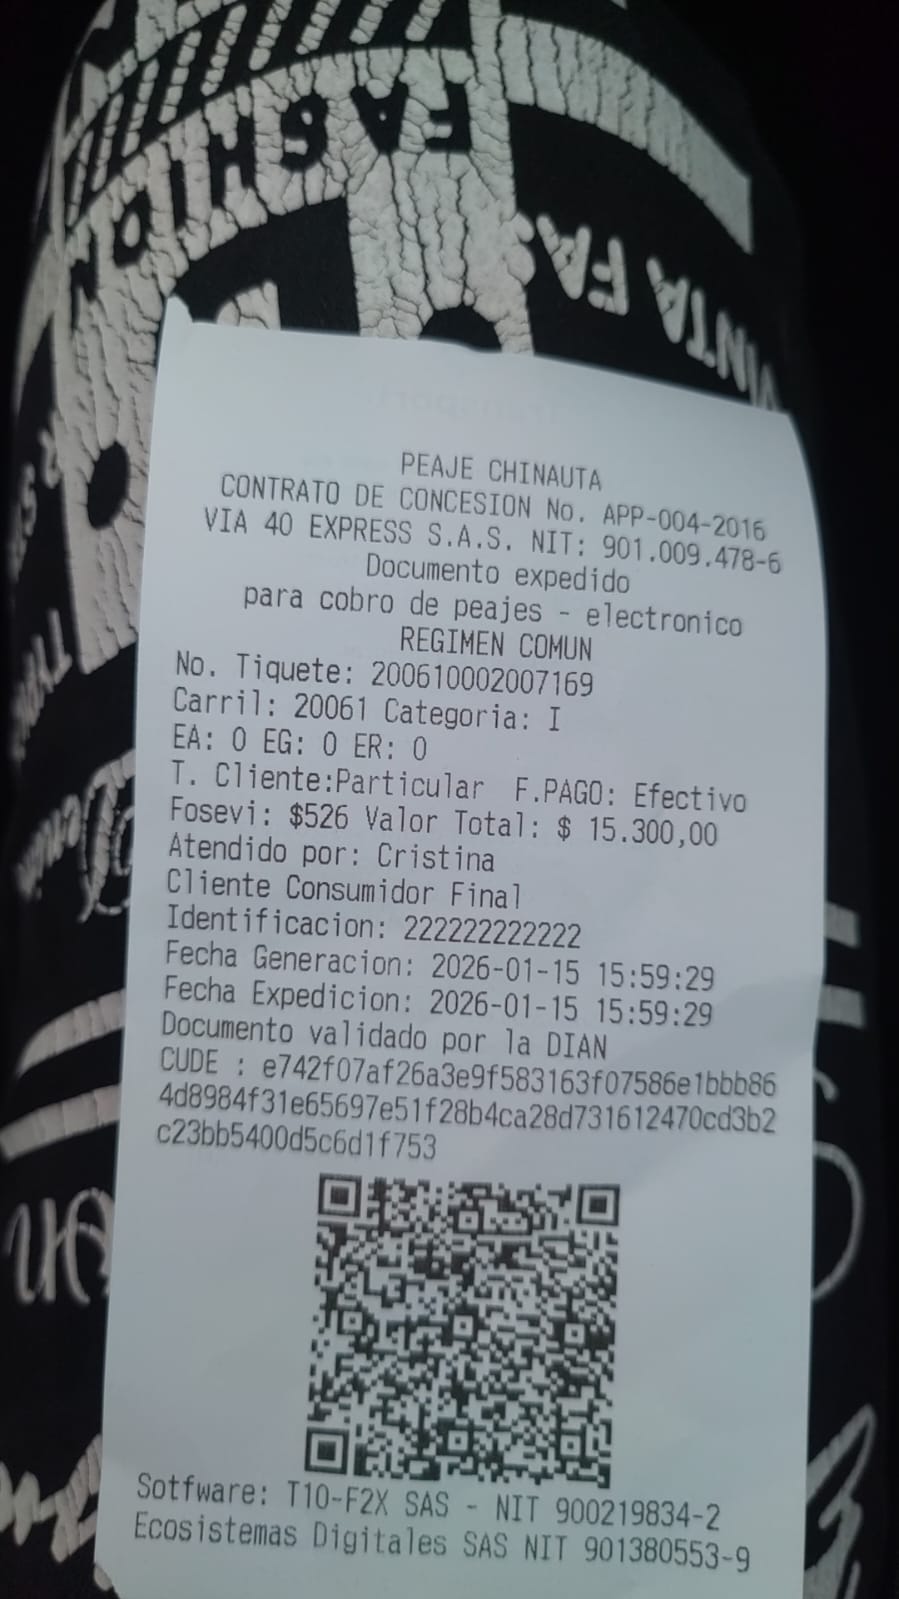 FASHION
VINTA FAS
PEAJE CHINAUTA
CONTRATO DE CONCESION No. APP-004-2016
VIA 40 EXPRESS S.A.S. NIT: 901.009.478-6
Documento expedido
para cobro de peajes - electronico
REGIMEN COMUN
No. Tiquete: 200610002007169
Carril: 20061 Categoria: I
EA: 0 EG: 0 ER: 0
T. Cliente:Particular F.PAGO: Efectivo
Fosevi: $526 Valor Total: $ 15.300,00
Atendido por: Cristina
Cliente Consumidor Final
Identificacion: 222222222222
Fecha Generacion: 2026-01-15 15:59:29
Fecha Expedicion: 2026-01-15 15:59:29
Documento validado por la DIAN
CUDE : e742f07af26a3e9f583163f07586e1bbb86
4d8984f31e65697e51f28b4ca28d731612470cd3b2
c23bb5400d5c6d1f753
Sotfware: T10-F2X SAS - NIT 900219834-2
Ecosistemas Digitales SAS NIT 901380553-9